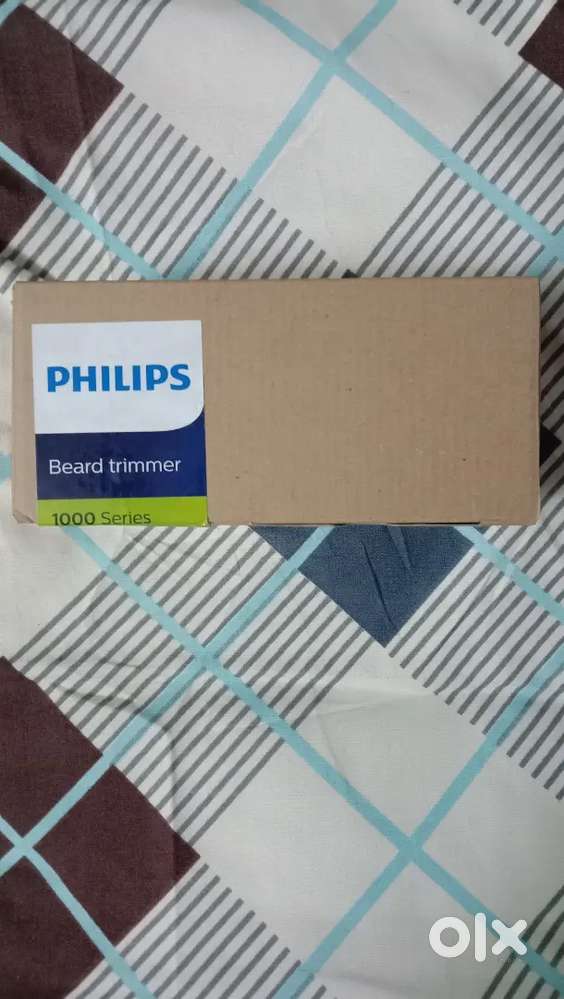 PHILIPS
Beard trimmer
1000 Series
olx